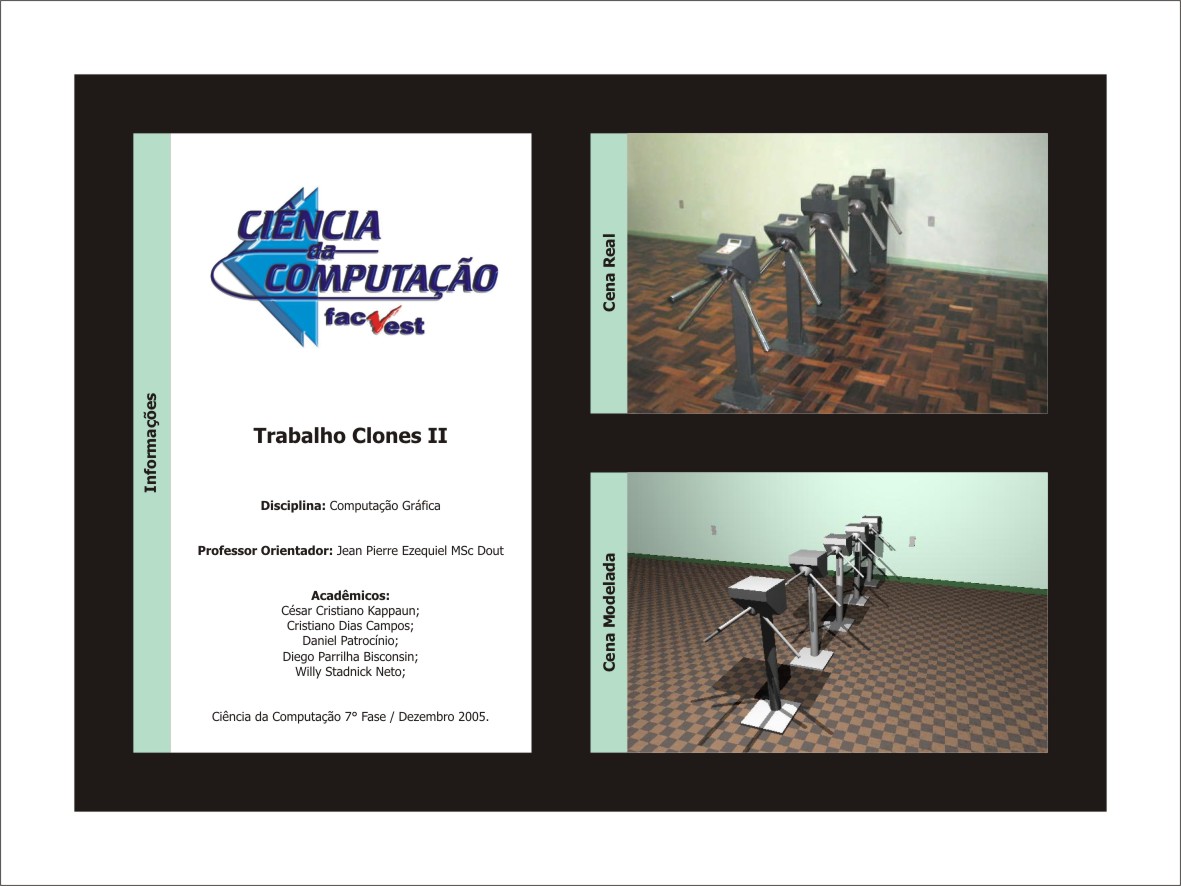 Informações
CIÊNCIA
da
COMPUTAÇÃO
facVest
Trabalho Clones II
Disciplina: Computação Gráfica
Professor Orientador: Jean Pierre Ezequiel MSc Dout
Acadêmicos:
César Cristiano Kappaun;
Cristiano Dias Campos;
Daniel Patrocínio;
Diego Parrilha Bisconsin;
Willy Stadnick Neto;
Ciência da Computação 7° Fase / Dezembro 2005.
Cena Real
Cena Modelada